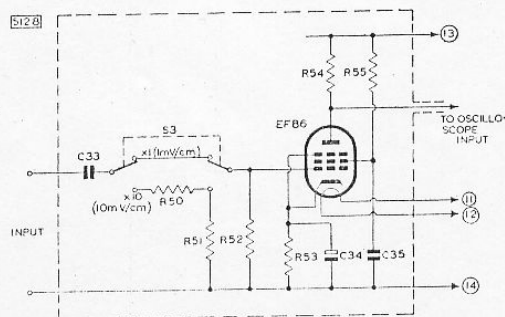 5128
13
R54
R55
S3
EF86
TO OSCILLO-
SCOPE
INPUT
C33
x1(1mV/cm)
x10
(10mV/cm)
R50
11
12
INPUT
R51
R52
R53
C34
C35
14